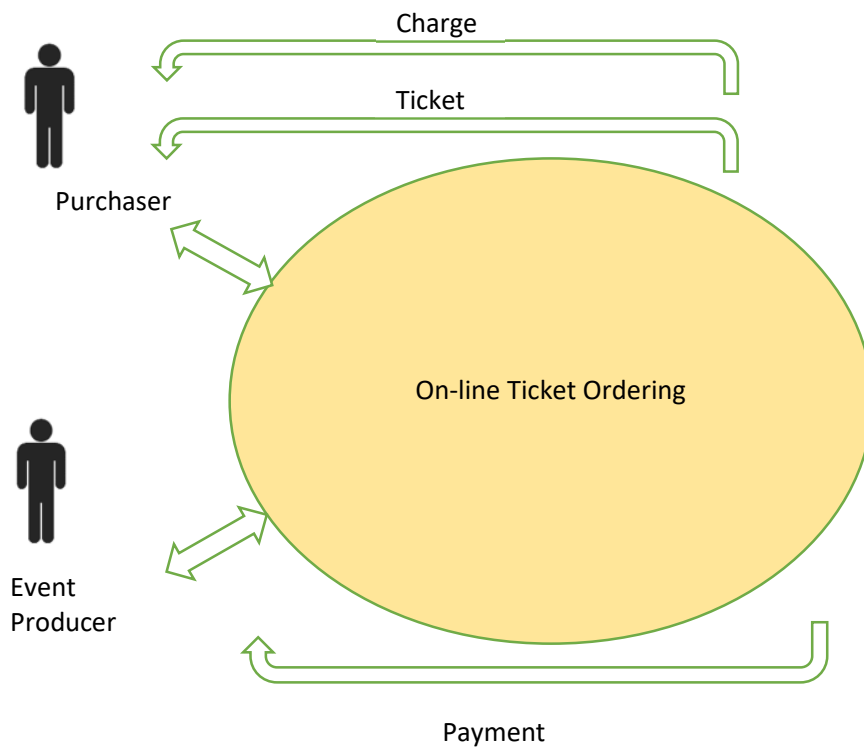 Charge
Ticket
Purchaser
On-line Ticket Ordering
Event
Producer
Payment